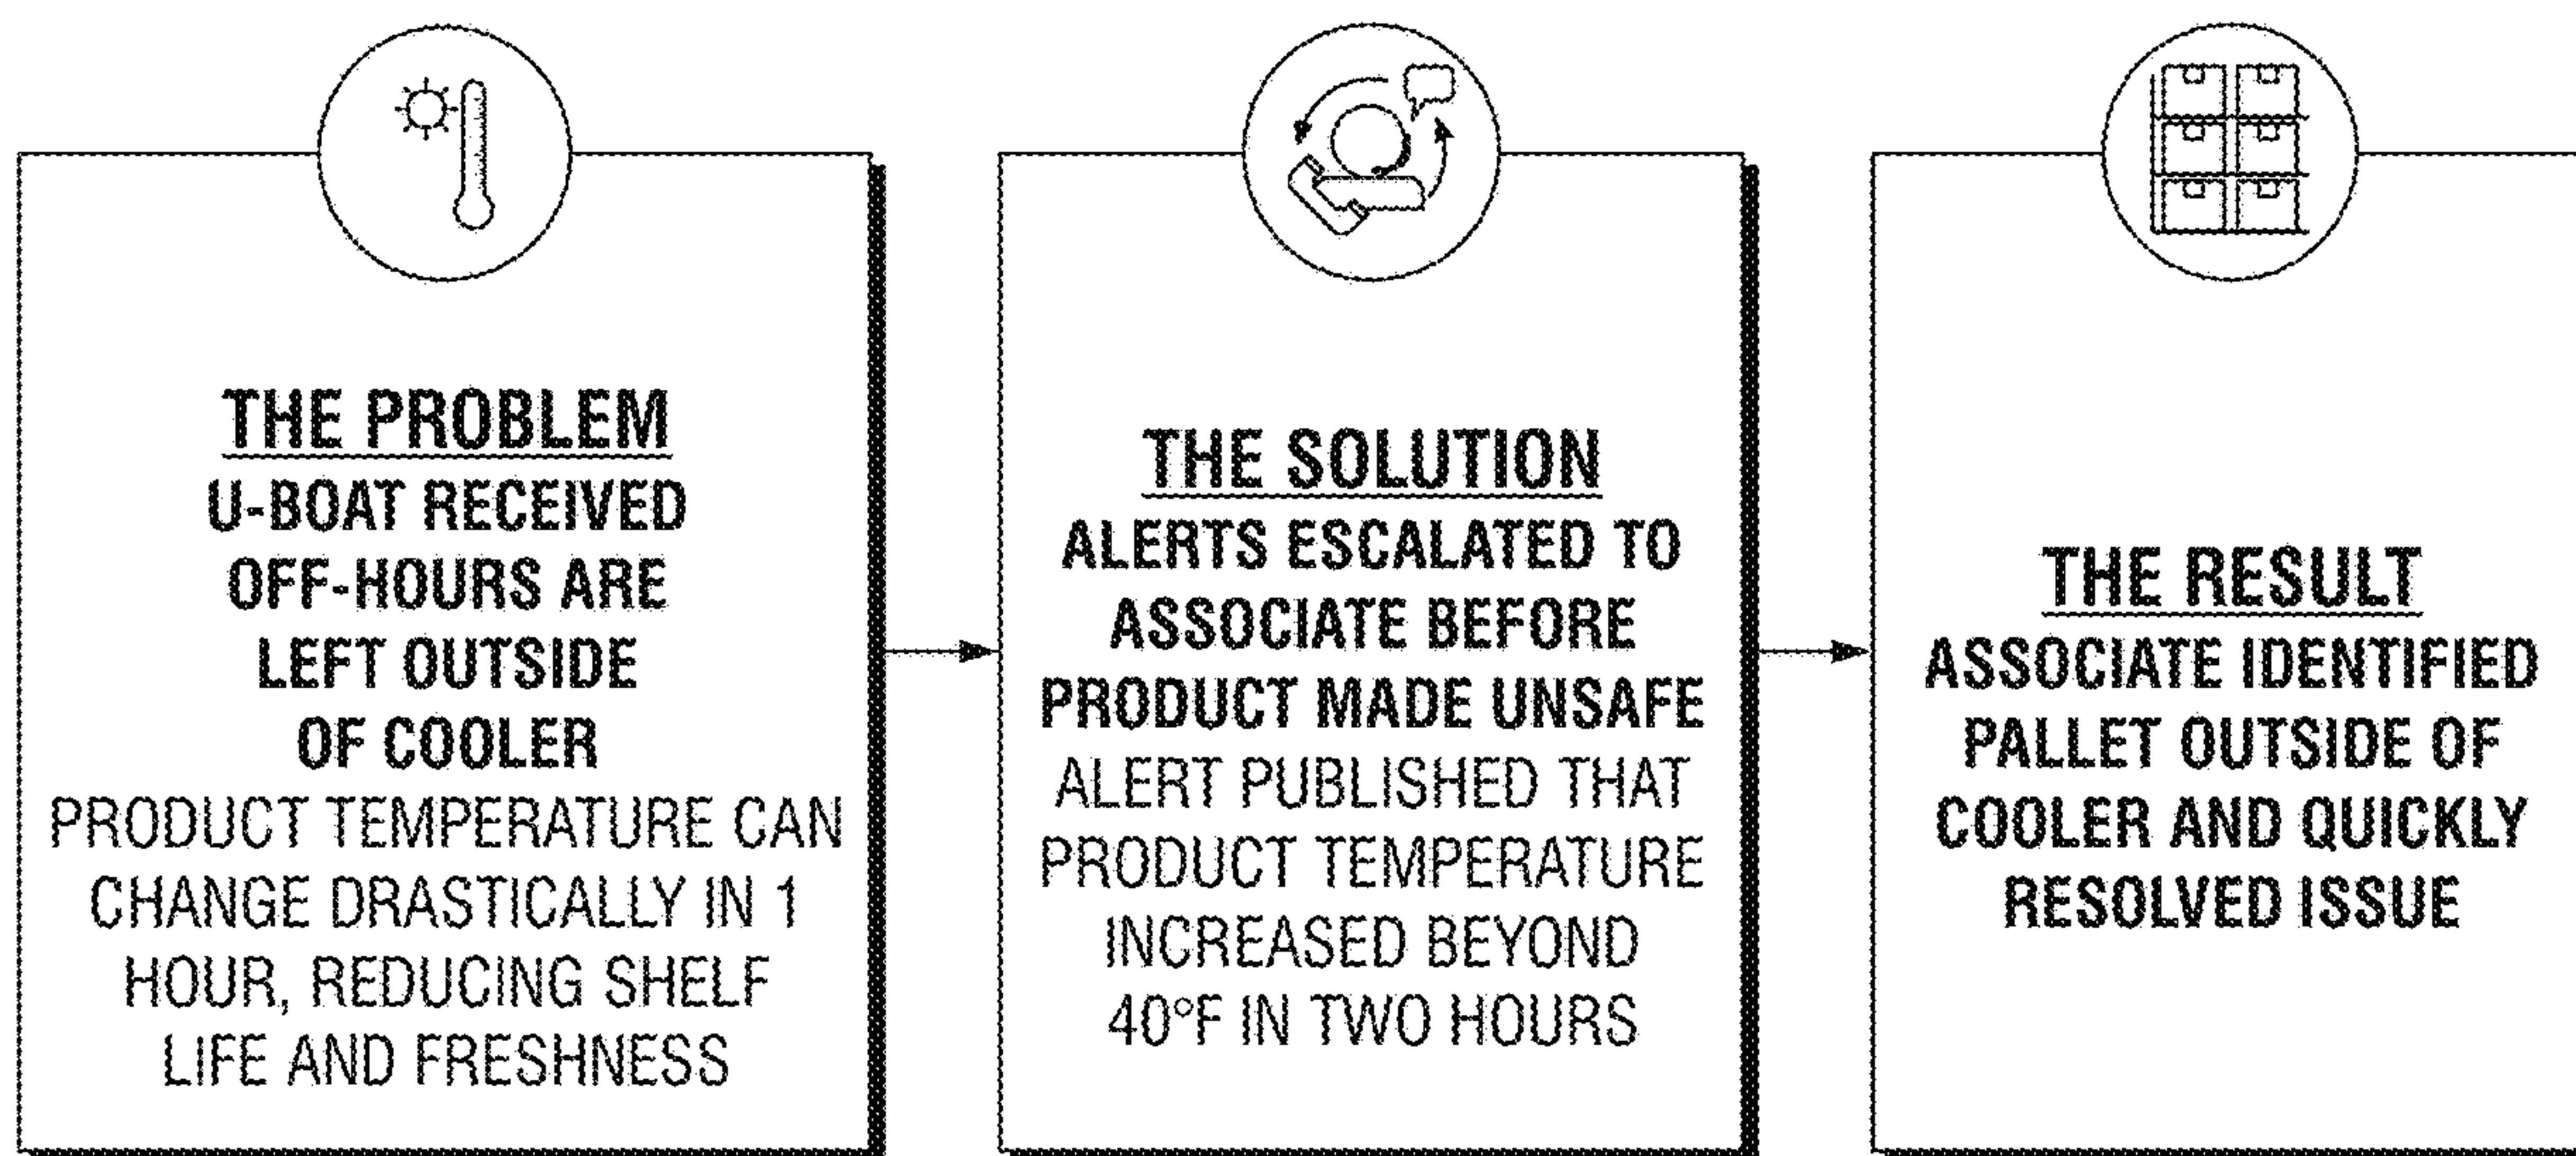 THE PROBLEM
U-BOAT RECEIVED
OFF-HOURS ARE
LEFT OUTSIDE
OF COOLER
PRODUCT TEMPERATURE CAN
CHANGE DRASTICALLY IN 1
HOUR, REDUCING SHELF
LIFE AND FRESHNESS
THE SOLUTION
ALERTS ESCALATED TO
ASSOCIATE BEFORE
PRODUCT MADE UNSAFE
ALERT PUBLISHED THAT
PRODUCT TEMPERATURE
INCREASED BEYOND
40°F IN TWO HOURS
THE RESULT
ASSOCIATE IDENTIFIED
PALLET OUTSIDE OF
COOLER AND QUICKLY
RESOLVED ISSUE